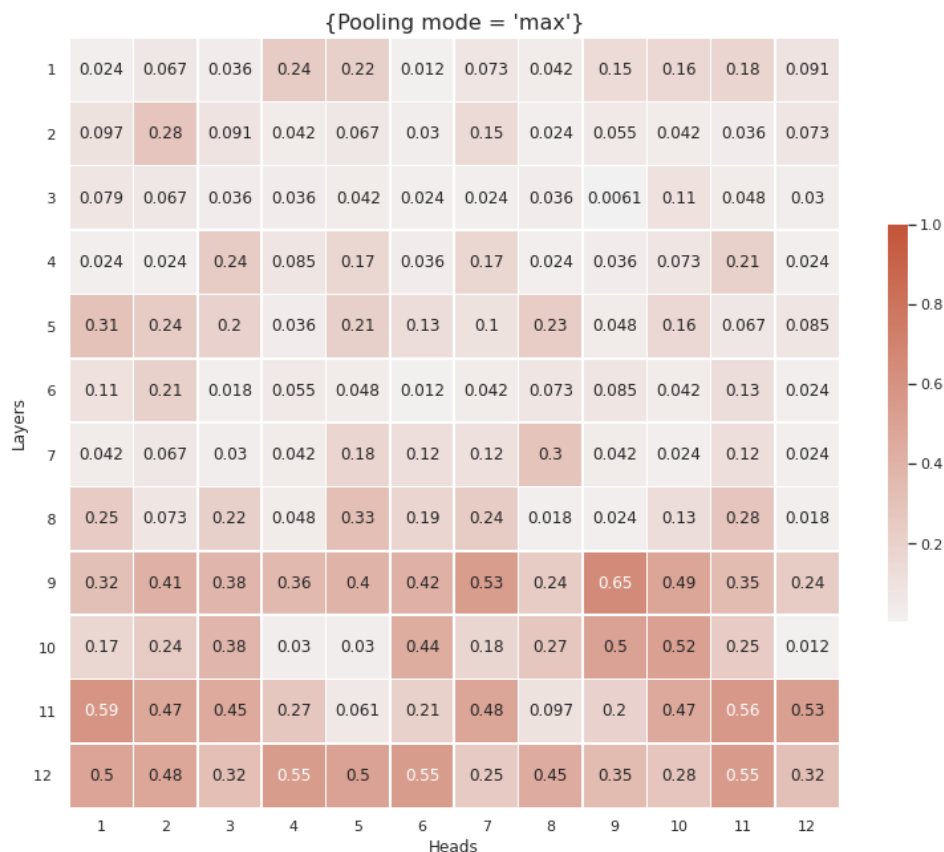 {Pooling mode = 'max'}
1 0.024 0.067 0.036 0.24 0.22 0.012 0.073 0.042 0.15 0.16 0.18 0.091
2 0.097 0.28 0.091 0.042 0.067 0.03 0.15 0.024 0.055 0.042 0.036 0.073
3 0.079 0.067 0.036 0.036 0.042 0.024 0.024 0.036 0.0061 0.11 0.048 0.03
4 0.024 0.024 0.24 0.085 0.17 0.036 0.17 0.024 0.036 0.073 0.21 0.024
5 0.31 0.24 0.2 0.036 0.21 0.13 0.1 0.23 0.048 0.16 0.067 0.085
6 0.11 0.21 0.018 0.055 0.048 0.012 0.042 0.073 0.085 0.042 0.13 0.024
7 0.042 0.067 0.03 0.042 0.18 0.12 0.12 0.3 0.042 0.024 0.12 0.024
8 0.25 0.073 0.22 0.048 0.33 0.19 0.24 0.018 0.024 0.13 0.28 0.018
9 0.32 0.41 0.38 0.36 0.4 0.42 0.53 0.24 0.65 0.49 0.35 0.24
10 0.17 0.24 0.38 0.03 0.03 0.44 0.18 0.27 0.5 0.52 0.25 0.012
11 0.59 0.47 0.45 0.27 0.061 0.21 0.48 0.097 0.2 0.47 0.56 0.53
12 0.5 0.48 0.32 0.55 0.5 0.55 0.25 0.45 0.35 0.28 0.55 0.32
1 2 3 4 5 6 7 8 9 10 11 12
Heads
Layers
1.0
0.8
0.6
0.4
0.2